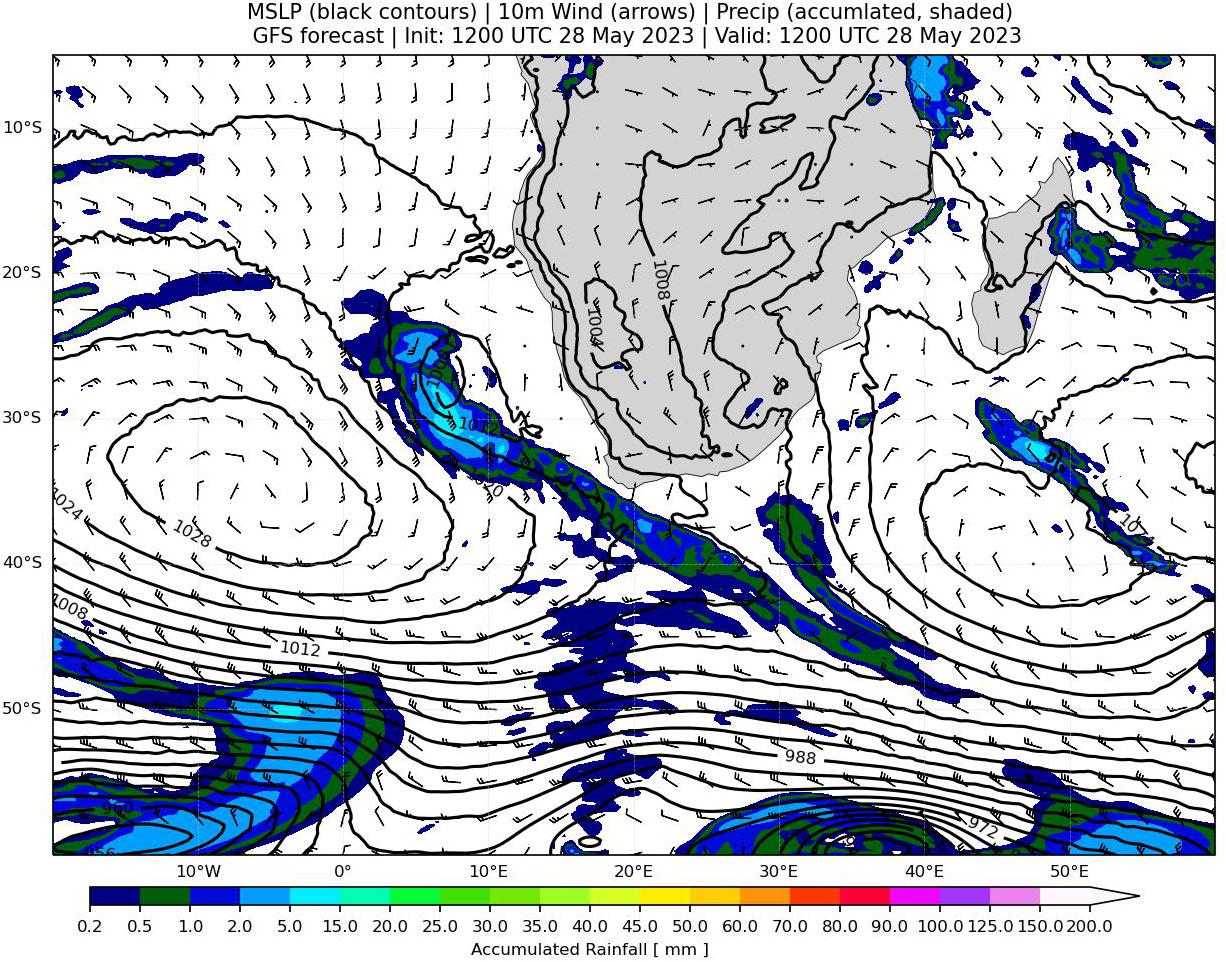 MSLP (black contours) | 10m Wind (arrows) | Precip (accumlated, shaded)
GFS forecast | Init: 1200 UTC 28 May 2023 | Valid: 1200 UTC 28 May 2023
10°S
20°S
1008
1004
30°S
1012
1020
1024
1028
40°S
1008
1012
50°S
988
960
972
956
10°W 0° 10°E 20°E 30°E 40°E 50°E
0.2 0.5 1.0 2.0 5.0 10.0 15.0 20.0 25.0 30.0 35.0 40.0 45.0 50.0 60.0 70.0 80.0 90.0 100.0 125.0 150.0 200.0
Accumulated Rainfall [ mm ]